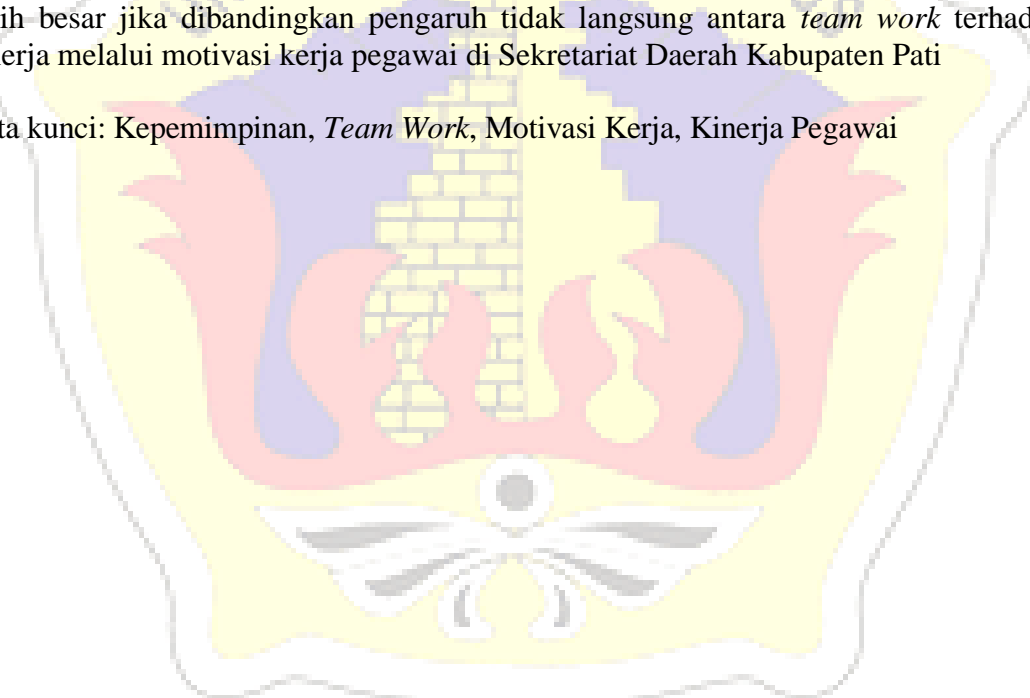 ih besar jika dibandingkan pengaruh tidak langsung antara team work terhad
erja melalui motivasi kerja pegawai di Sekretariat Daerah Kabupaten Pati
ta kunci: Kepemimpinan, Team Work, Motivasi Kerja, Kinerja Pegawai